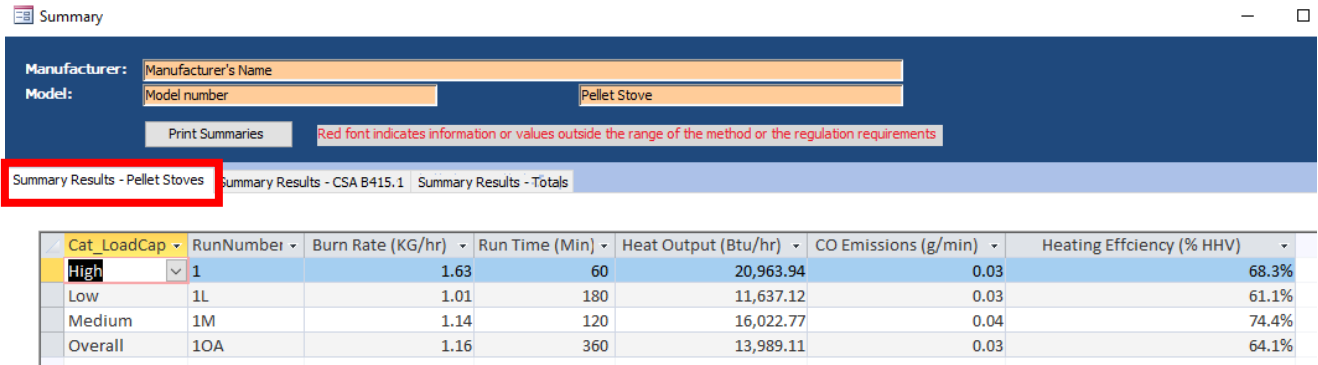 Summary
Manufacturer: Manufacturer's Name
Model: Model number Pellet Stove
Print Summaries Red font indicates information or values outside the range of the method or the regulation requirements
Summary Results - Pellet Stoves Summary Results - CSA B415.1 Summary Results - Totals
Cat_LoadCap RunNumber Burn Rate (KG/hr) Run Time (Min) Heat Output (Btu/hr) CO Emissions (g/min) Heating Effciency (% HHV)
High 1 1.63 60 20,963.94 0.03 68.3%
Low 1L 1.01 180 11,637.12 0.03 61.1%
Medium 1M 1.14 120 16,022.77 0.04 74.4%
Overall 1OA 1.16 360 13,989.11 0.03 64.1%